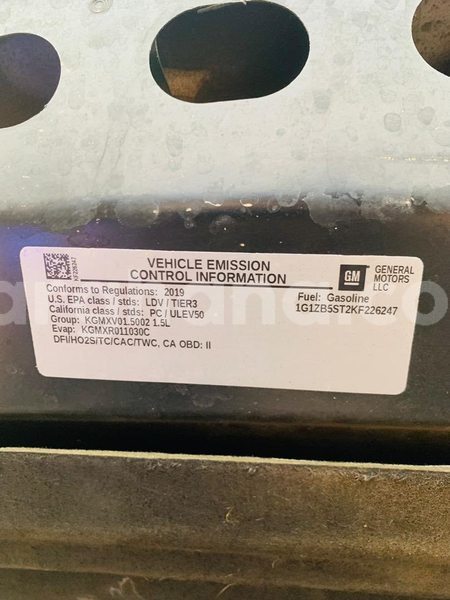 VEHICLE EMISSION
CONTROL INFORMATION
GM
GENERAL
MOTORS
LLC
Conforms to Regulations: 2019
U.S. EPA class / stds: LDV / TIER3
California class / stds: PC / ULEV50
Group: KGMXV01.5002 1.5L
Evap: KGMXR011030C
DFI/HO2S/TC/CAC/TWC, CA OBD: II
Fuel: Gasoline
1G1ZB5ST2KF226247